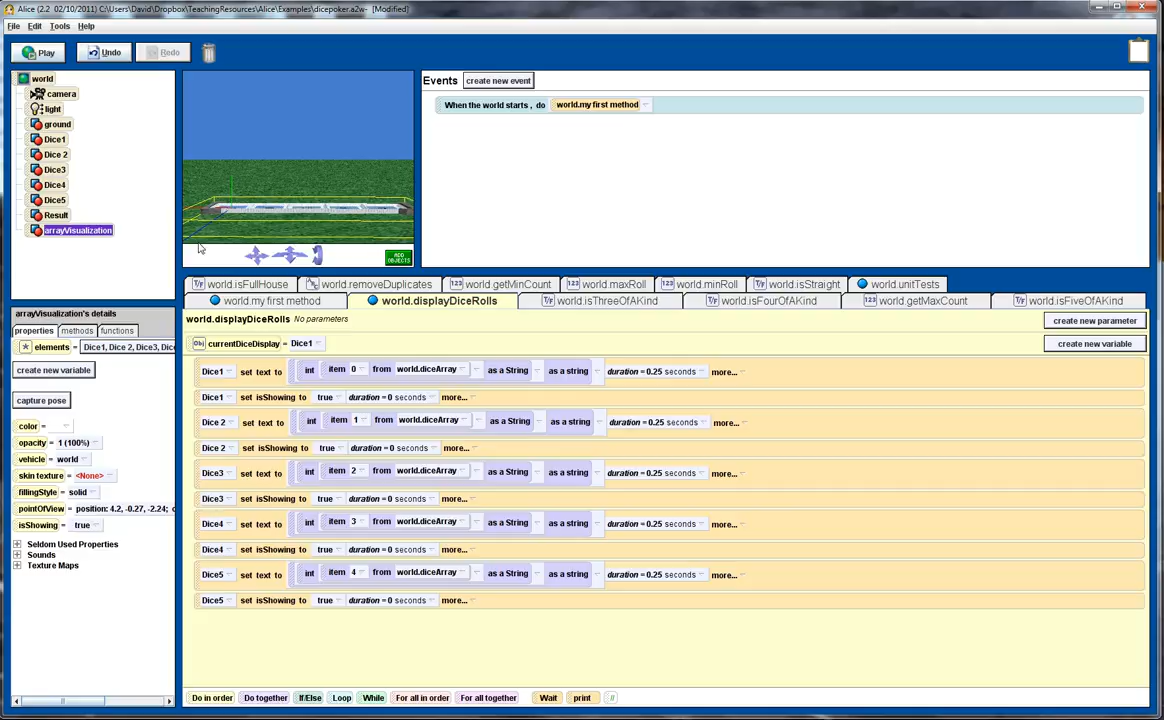 Alice (2.2 02/10/2011) C:\Users\David\Dropbox\TeachingResources\Alice\Examples\dicepoker.a2w- [Modified]
File Edit Tools Help
Play Undo Redo
world
camera
light
ground
Dice1
Dice 2
Dice3
Dice4
Dice5
Result
arrayVisualization
ADD OBJECTS
Events create new event
When the world starts , do world.my first method
arrayVisualization's details
properties methods functions
elements Dice1, Dice 2, Dice3, Dice
create new variable
capture pose
color =
opacity = 1 (100%)
vehicle = world
skin texture = <None>
fillingStyle = solid
pointOfView = position: 4.2, -0.27, -2.24;
isShowing = true
Seldom Used Properties
Sounds
Texture Maps
world.isFullHouse world.removeDuplicates world.getMinCount world.maxRoll world.minRoll world.isStraight world.unitTests
world.my first method world.displayDiceRolls world.isThreeOfAKind world.isFourOfAKind world.getMaxCount world.isFiveOfAKind
world.displayDiceRolls No parameters create new parameter
Obj currentDiceDisplay = Dice1 create new variable
Dice1 set text to int item 0 from world.diceArray as a String as a string duration = 0.25 seconds more...
Dice1 set isShowing to true duration = 0 seconds more...
Dice 2 set text to int item 1 from world.diceArray as a String as a string duration = 0.25 seconds more...
Dice 2 set isShowing to true duration = 0 seconds more...
Dice3 set text to int item 2 from world.diceArray as a String as a string duration = 0.25 seconds more...
Dice3 set isShowing to true duration = 0 seconds more...
Dice4 set text to int item 3 from world.diceArray as a String as a string duration = 0.25 seconds more...
Dice4 set isShowing to true duration = 0 seconds more...
Dice5 set text to int item 4 from world.diceArray as a String as a string duration = 0.25 seconds more...
Dice5 set isShowing to true duration = 0 seconds more...
Do in order Do together If/Else Loop While For all in order For all together Wait print //